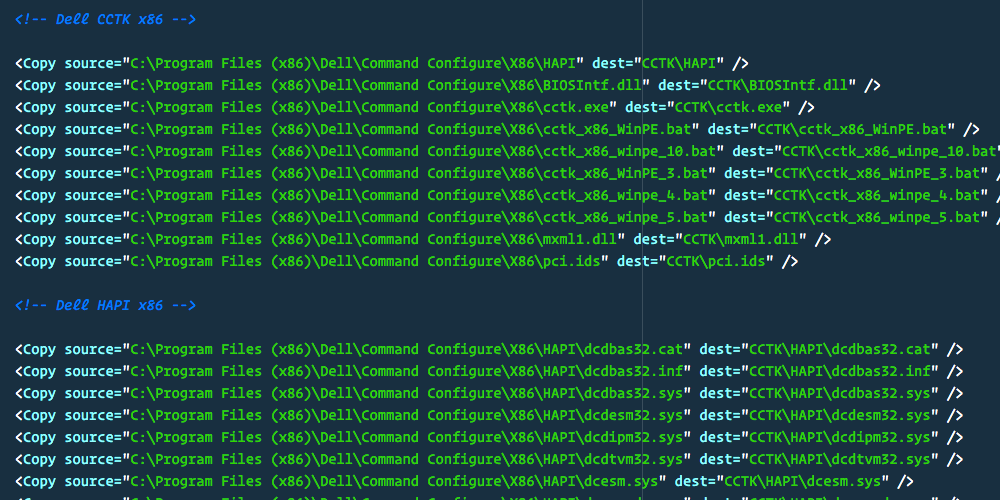 <!-- Dell CCTK x86 -->
<Copy source="C:\Program Files (x86)\Dell\Command Configure\X86\HAPI" dest="CCTK\HAPI" />
<Copy source="C:\Program Files (x86)\Dell\Command Configure\X86\BIOSIntf.dll" dest="CCTK\BIOSIntf.dll" />
<Copy source="C:\Program Files (x86)\Dell\Command Configure\X86\cctk.exe" dest="CCTK\cctk.exe" />
<Copy source="C:\Program Files (x86)\Dell\Command Configure\X86\cctk_x86_WinPE.bat" dest="CCTK\cctk_x86_WinPE.bat" />
<Copy source="C:\Program Files (x86)\Dell\Command Configure\X86\cctk_x86_winpe_10.bat" dest="CCTK\cctk_x86_winpe_10.bat"
<Copy source="C:\Program Files (x86)\Dell\Command Configure\X86\cctk_x86_WinPE_3.bat" dest="CCTK\cctk_x86_WinPE_3.bat" /
<Copy source="C:\Program Files (x86)\Dell\Command Configure\X86\cctk_x86_winpe_4.bat" dest="CCTK\cctk_x86_winpe_4.bat" /
<Copy source="C:\Program Files (x86)\Dell\Command Configure\X86\cctk_x86_winpe_5.bat" dest="CCTK\cctk_x86_winpe_5.bat" /
<Copy source="C:\Program Files (x86)\Dell\Command Configure\X86\mxml1.dll" dest="CCTK\mxml1.dll" />
<Copy source="C:\Program Files (x86)\Dell\Command Configure\X86\pci.ids" dest="CCTK\pci.ids" />
<!-- Dell HAPI x86 -->
<Copy source="C:\Program Files (x86)\Dell\Command Configure\X86\HAPI\dcdbas32.cat" dest="CCTK\HAPI\dcdbas32.cat" />
<Copy source="C:\Program Files (x86)\Dell\Command Configure\X86\HAPI\dcdbas32.inf" dest="CCTK\HAPI\dcdbas32.inf" />
<Copy source="C:\Program Files (x86)\Dell\Command Configure\X86\HAPI\dcdbas32.sys" dest="CCTK\HAPI\dcdbas32.sys" />
<Copy source="C:\Program Files (x86)\Dell\Command Configure\X86\HAPI\dcdesm32.sys" dest="CCTK\HAPI\dcdesm32.sys" />
<Copy source="C:\Program Files (x86)\Dell\Command Configure\X86\HAPI\dcdipm32.sys" dest="CCTK\HAPI\dcdipm32.sys" />
<Copy source="C:\Program Files (x86)\Dell\Command Configure\X86\HAPI\dcdtvm32.sys" dest="CCTK\HAPI\dcdtvm32.sys" />
<Copy source="C:\Program Files (x86)\Dell\Command Configure\X86\HAPI\dcesm.sys" dest="CCTK\HAPI\dcesm.sys" />